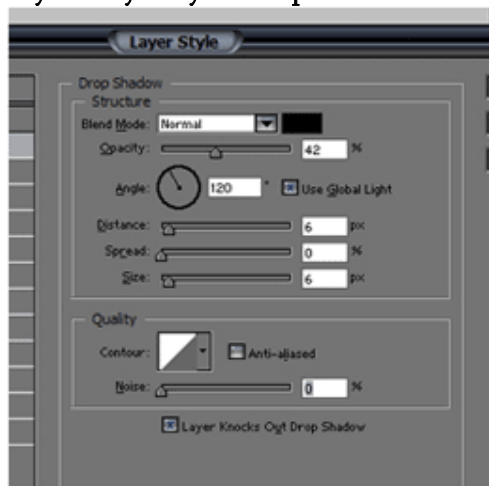 Layer Style
Drop Shadow
Structure
Blend Mode: Normal
Opacity: 42 %
Angle: 120 ° Use Global Light
Distance: 6 px
Spread: 0 %
Size: 6 px
Quality
Contour: Anti-aliased
Noise: 0 %
Layer Knocks Out Drop Shadow